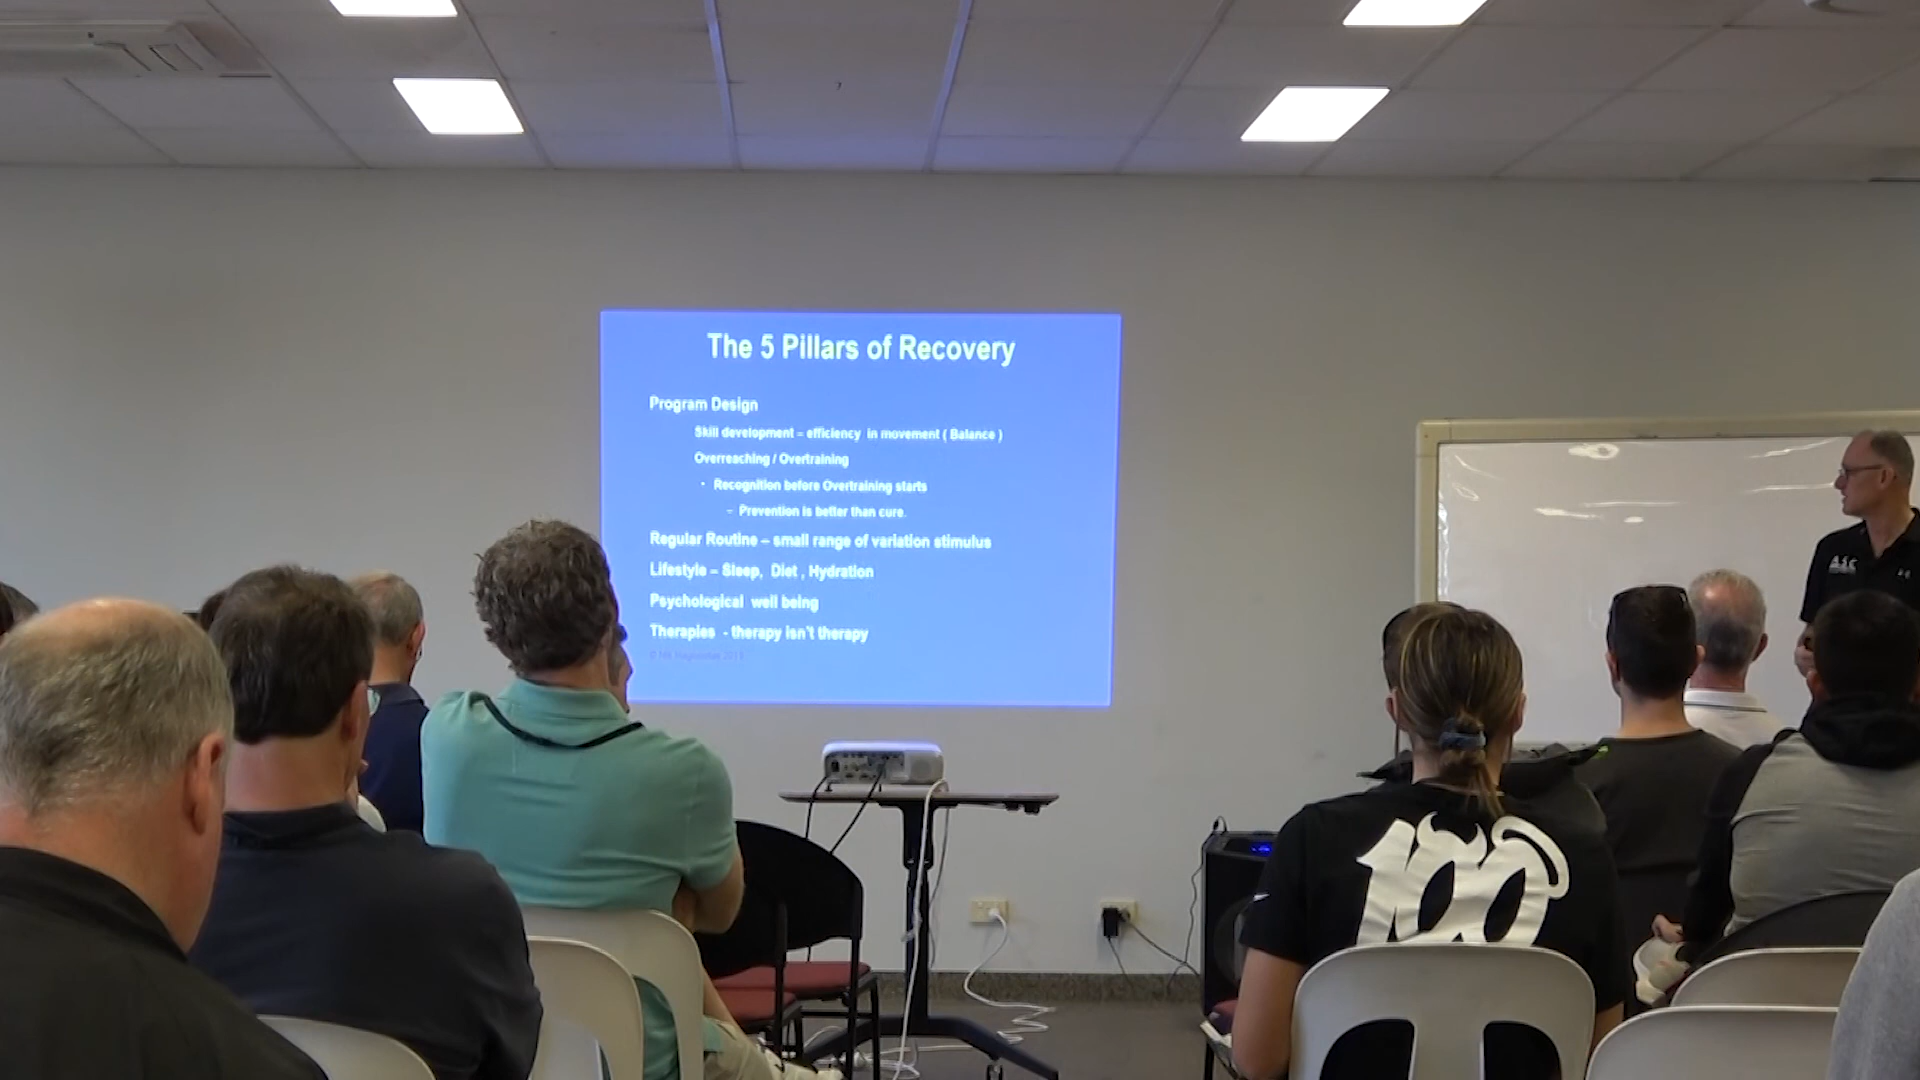 The 5 Pillars of Recovery
Program Design
Skill development – efficiency in movement ( Balance )
Overreaching / Overtraining
• Recognition before Overtraining starts
– Prevention is better than cure.
Regular Routine – small range of variation stimulus
Lifestyle – Sleep, Diet , Hydration
Psychological well being
Therapies - therapy isn't therapy
ASC
100